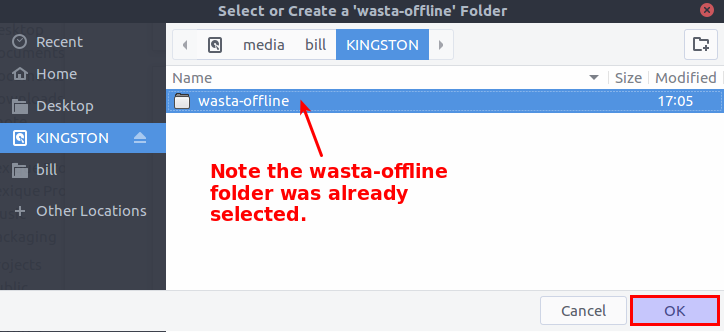 Select or Create a 'wasta-offline' Folder
Recent
Home
Desktop
KINGSTON
bill
Other Locations
media bill KINGSTON
Name Size Modified
wasta-offline 17:05
Note the wasta-offline
folder was already
selected.
Cancel OK